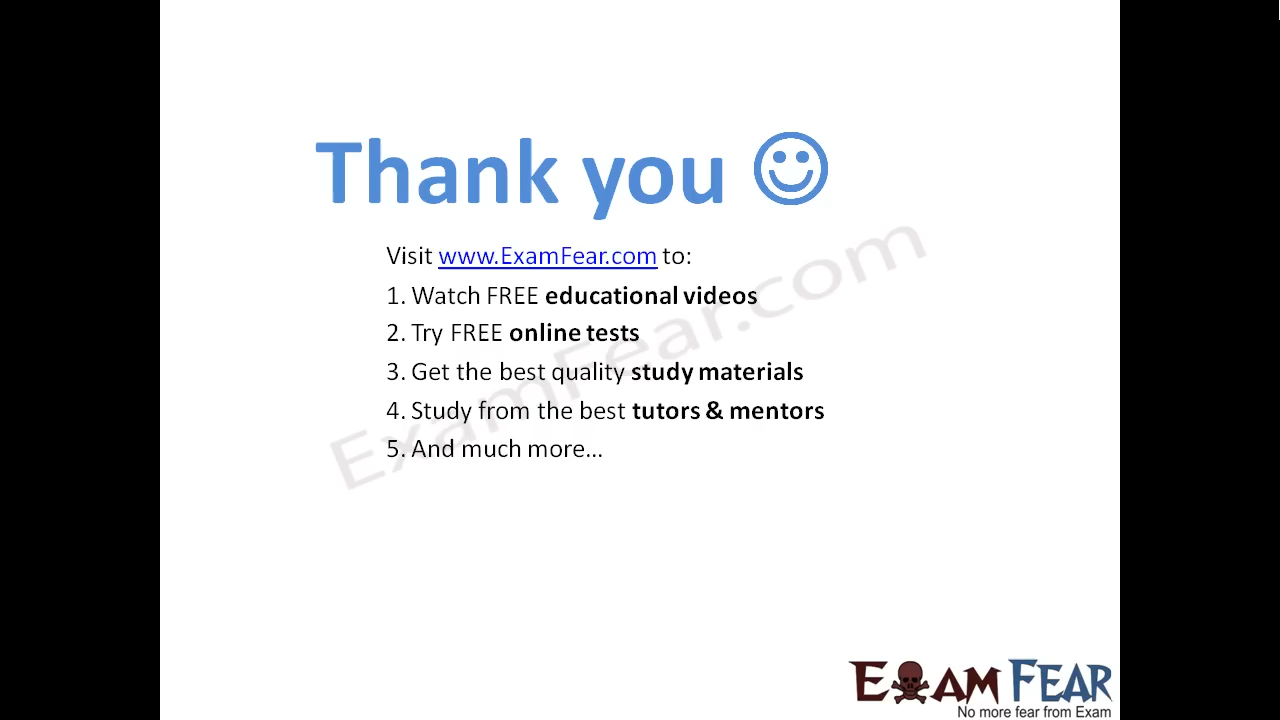 Thank you ☺
Visit www.ExamFear.com to:
1. Watch FREE educational videos
2. Try FREE online tests
3. Get the best quality study materials
4. Study from the best tutors & mentors
5. And much more...
ExamFear.com
EXAM FEAR
No more fear from Exam